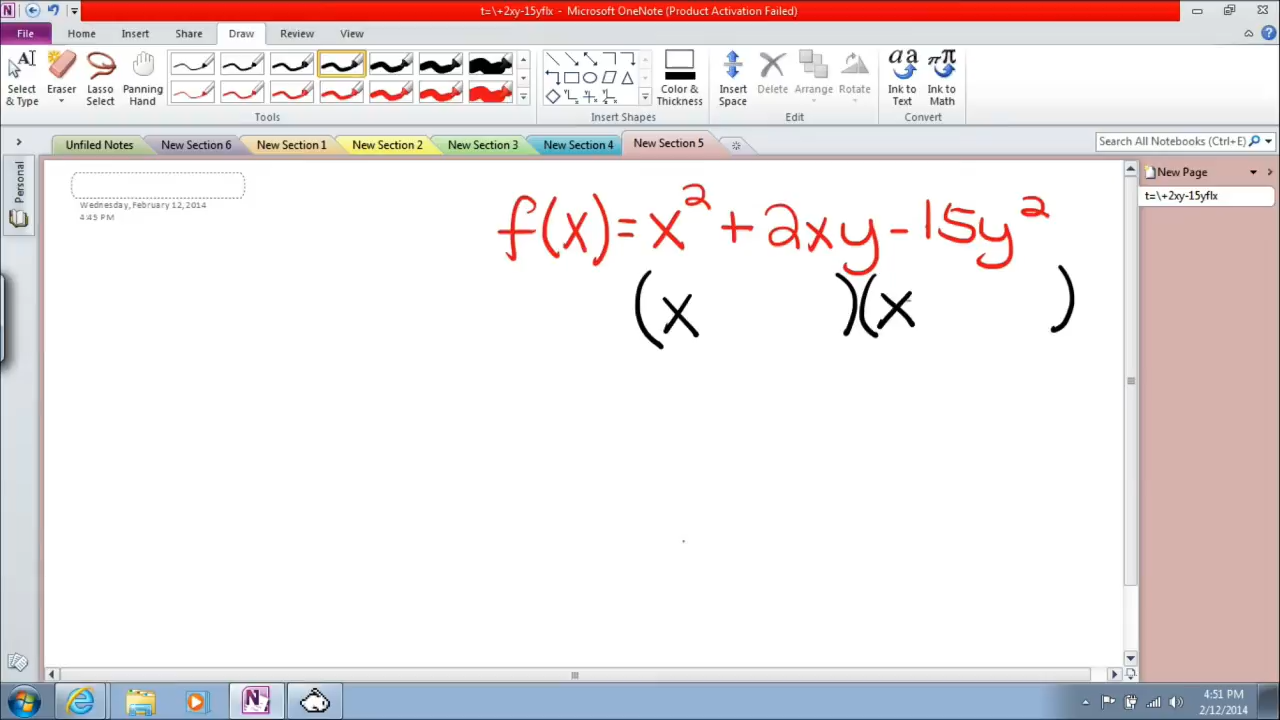 t=\+2xy-15yflx - Microsoft OneNote (Product Activation Failed)
File Home Insert Share Draw Review View
Select & Type
Eraser
Lasso Select
Panning Hand
Color & Thickness
Insert Space
Delete
Arrange
Rotate
Ink to Text
Ink to Math
Tools
Insert Shapes
Edit
Convert
Unfiled Notes New Section 6 New Section 1 New Section 2 New Section 3 New Section 4 New Section 5
Search All Notebooks (Ctrl+E)
Personal
New Page
t=\+2xy-15yflx
Wednesday, February 12, 2014
4:45 PM
f(x)=x²+2xy-15y²
(x )(x )
4:51 PM
2/12/2014